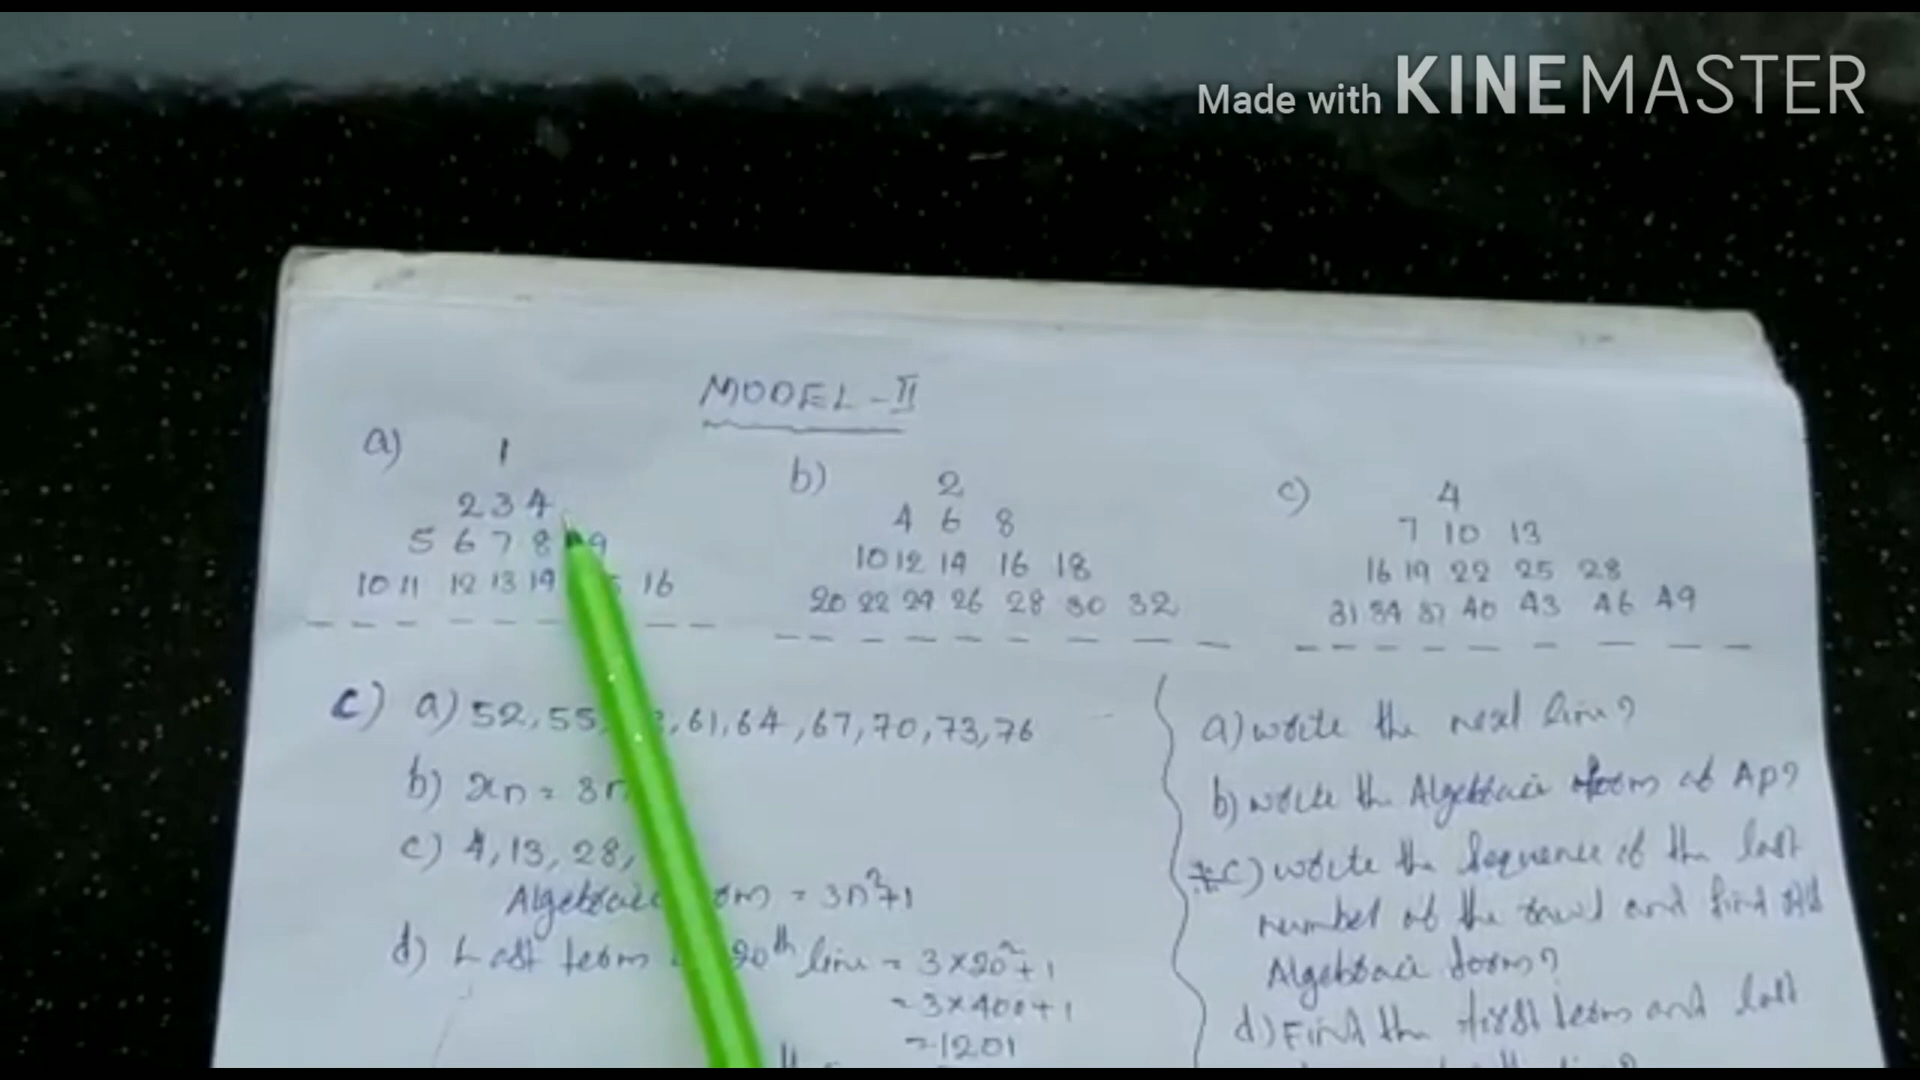 Made with KINEMASTER
MODEL - II
a) 1
2 3 4
5 6 7 8 9
10 11 12 13 14 16
b) 2
4 6 8
10 12 14 16 18
20 22 24 26 28 30 32
c) 4
7 10 13
16 19 22 25 28
31 34 37 40 43 46 49
c) a) 52, 55, 61, 64, 67, 70, 73, 76
b) xn = 3n
c) 4, 13, 28,
Algebraic = 3n²+1
d) Last term 20th line = 3×20²+1
= 3×400+1
= 1201
a) write the next line?
b) write the Algebraic form of AP?
c) write the sequence of the last
number of the and find its
Algebraic form?
d) Find the first term and last